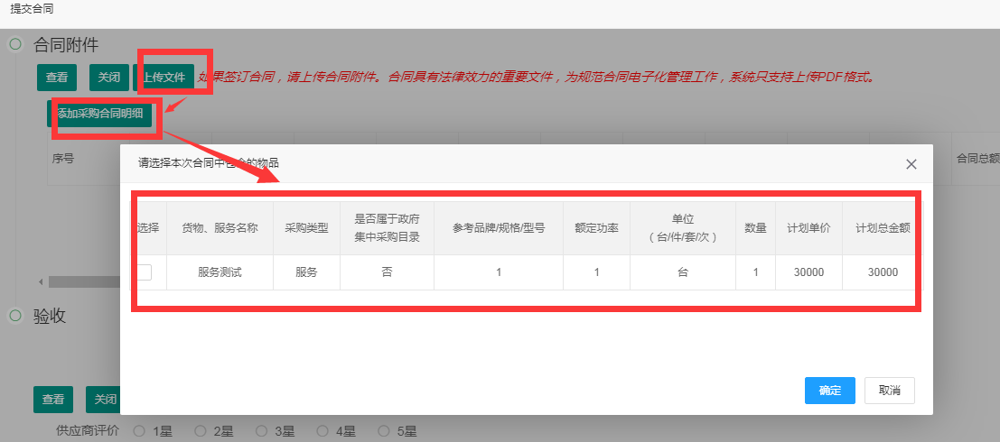 提交合同
合同附件
查看 关闭 上传文件 如果签订合同，请上传合同附件。合同具有法律效力的重要文件，为规范合同电子化管理工作，系统只支持上传PDF格式。
添加采购合同明细
序号 合同总额
请选择本次合同中包含的物品
选择 货物、服务名称 采购类型 是否属于政府 参考品牌/规格/型号 额定功率 单位 数量 计划单价 计划总金额
集中采购目录 （台/件/套/次）
服务测试 服务 否 1 1 台 1 30000 30000
验收
确定 取消
查看 关闭
供应商评价 1星 2星 3星 4星 5星